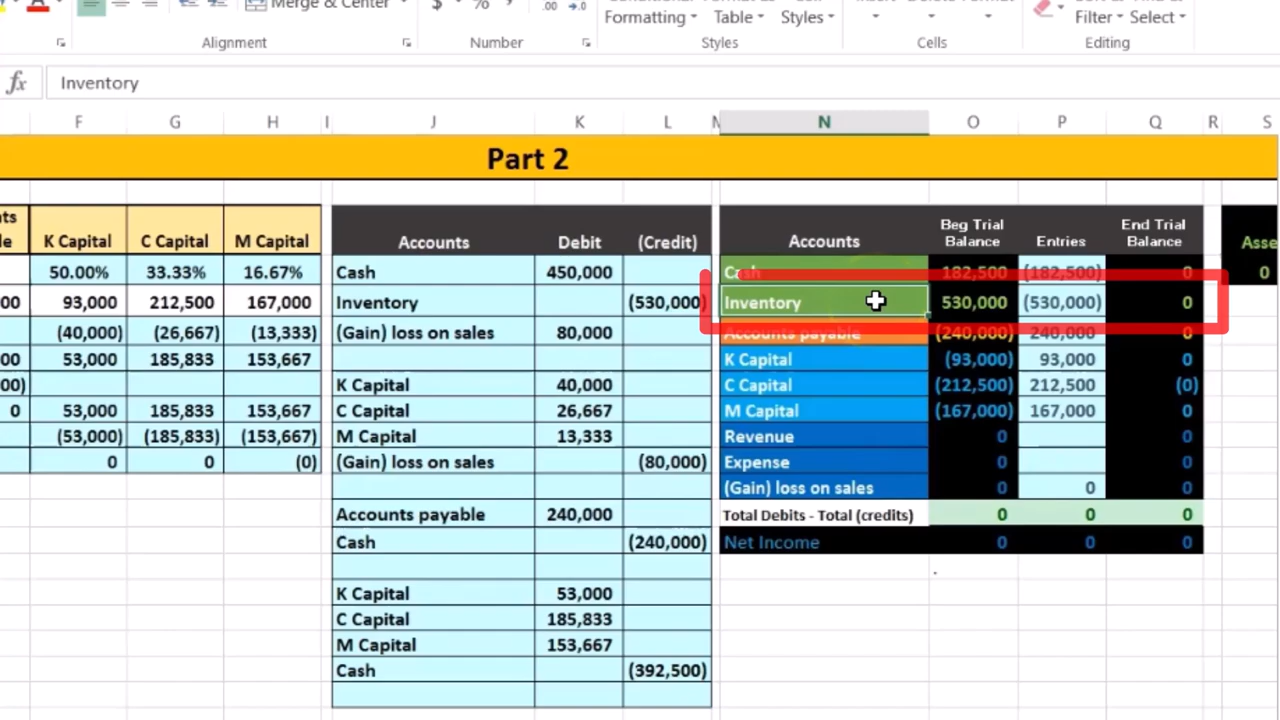 Merge & Center $ % , .00 →.0
Formatting Table Styles Filter Select
Alignment Number Styles Cells Editing
fx Inventory
F G H I J K L N O P Q R S
Part 2
K Capital C Capital M Capital
50.00% 33.33% 16.67%
00 93,000 212,500 167,000
(40,000) (26,667) (13,333)
00 53,000 185,833 153,667
00)
0 53,000 185,833 153,667
(53,000) (185,833) (153,667)
0 0 (0)
Accounts Debit (Credit)
Cash 450,000
Inventory (530,000)
(Gain) loss on sales 80,000
K Capital 40,000
C Capital 26,667
M Capital 13,333
(Gain) loss on sales (80,000)
Accounts payable 240,000
Cash (240,000)
K Capital 53,000
C Capital 185,833
M Capital 153,667
Cash (392,500)
Accounts Beg Trial Balance Entries End Trial Balance
Cash 182,500 (182,500) 0
Inventory 530,000 (530,000) 0
Accounts payable (240,000) 240,000 0
K Capital (93,000) 93,000 0
C Capital (212,500) 212,500 (0)
M Capital (167,000) 167,000 0
Revenue 0 0
Expense 0 0
(Gain) loss on sales 0 0 0
Total Debits - Total (credits) 0 0 0
Net Income 0 0 0
Asse
0